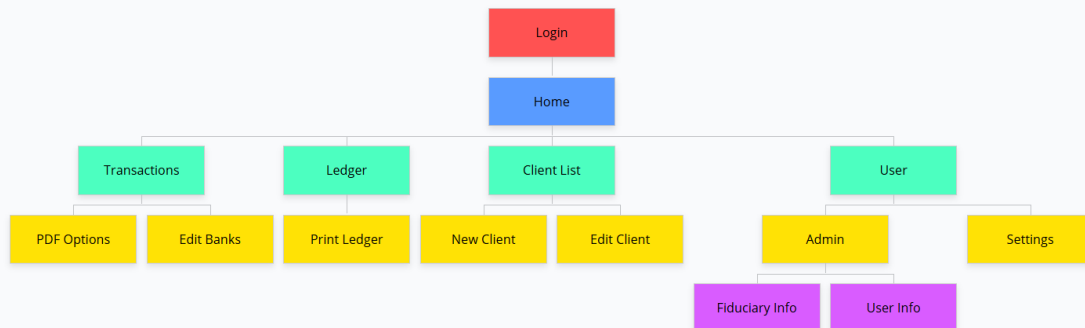 Login
Home
Transactions
Ledger
Client List
User
PDF Options
Edit Banks
Print Ledger
New Client
Edit Client
Admin
Settings
Fiduciary Info
User Info